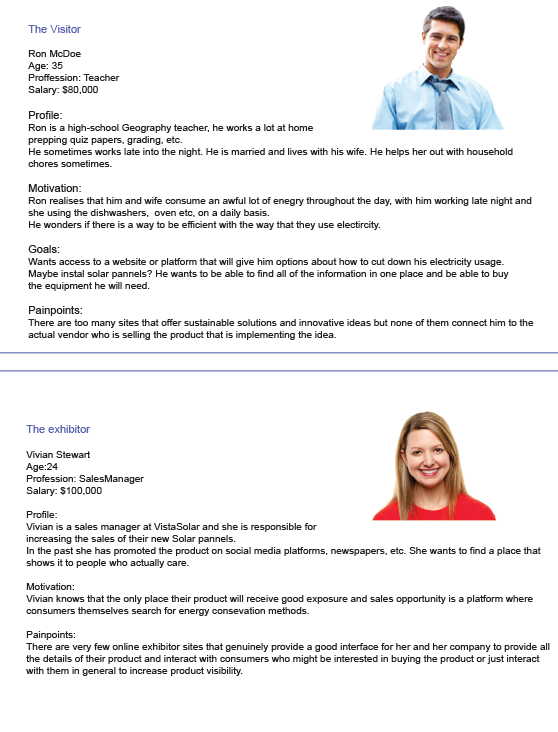 The Visitor
Ron McDoe
Age: 35
Proffession: Teacher
Salary: $80,000
Profile:
Ron is a high-school Geography teacher, he works a lot at home
prepping quiz papers, grading, etc.
He sometimes works late into the night. He is married and lives with his wife. He helps her out with household
chores sometimes.
Motivation:
Ron realises that him and wife consume an awful lot of enegry throughout the day, with him working late night and
she using the dishwashers, oven etc, on a daily basis.
He wonders if there is a way to be efficient with the way that they use electircity.
Goals:
Wants access to a website or platform that will give him options about how to cut down his electricity usage.
Maybe instal solar pannels? He wants to be able to find all of the information in one place and be able to buy
the equipment he will need.
Painpoints:
There are too many sites that offer sustainable solutions and innovative ideas but none of them connect him to the
actual vendor who is selling the product that is implementing the idea.
The exhibitor
Vivian Stewart
Age:24
Profession: SalesManager
Salary: $100,000
Profile:
Vivian is a sales manager at VistaSolar and she is responsible for
increasing the sales of their new Solar pannels.
In the past she has promoted the product on social media platforms, newspapers, etc. She wants to find a place that
shows it to people who actually care.
Motivation:
Vivian knows that the only place their product will receive good exposure and sales opportunity is a platform where
consumers themselves search for energy consevation methods.
Painpoints:
There are very few online exhibitor sites that genuinely provide a good interface for her and her company to provide all
the details of their product and interact with consumers who might be interested in buying the product or just interact
with them in general to increase product visibility.